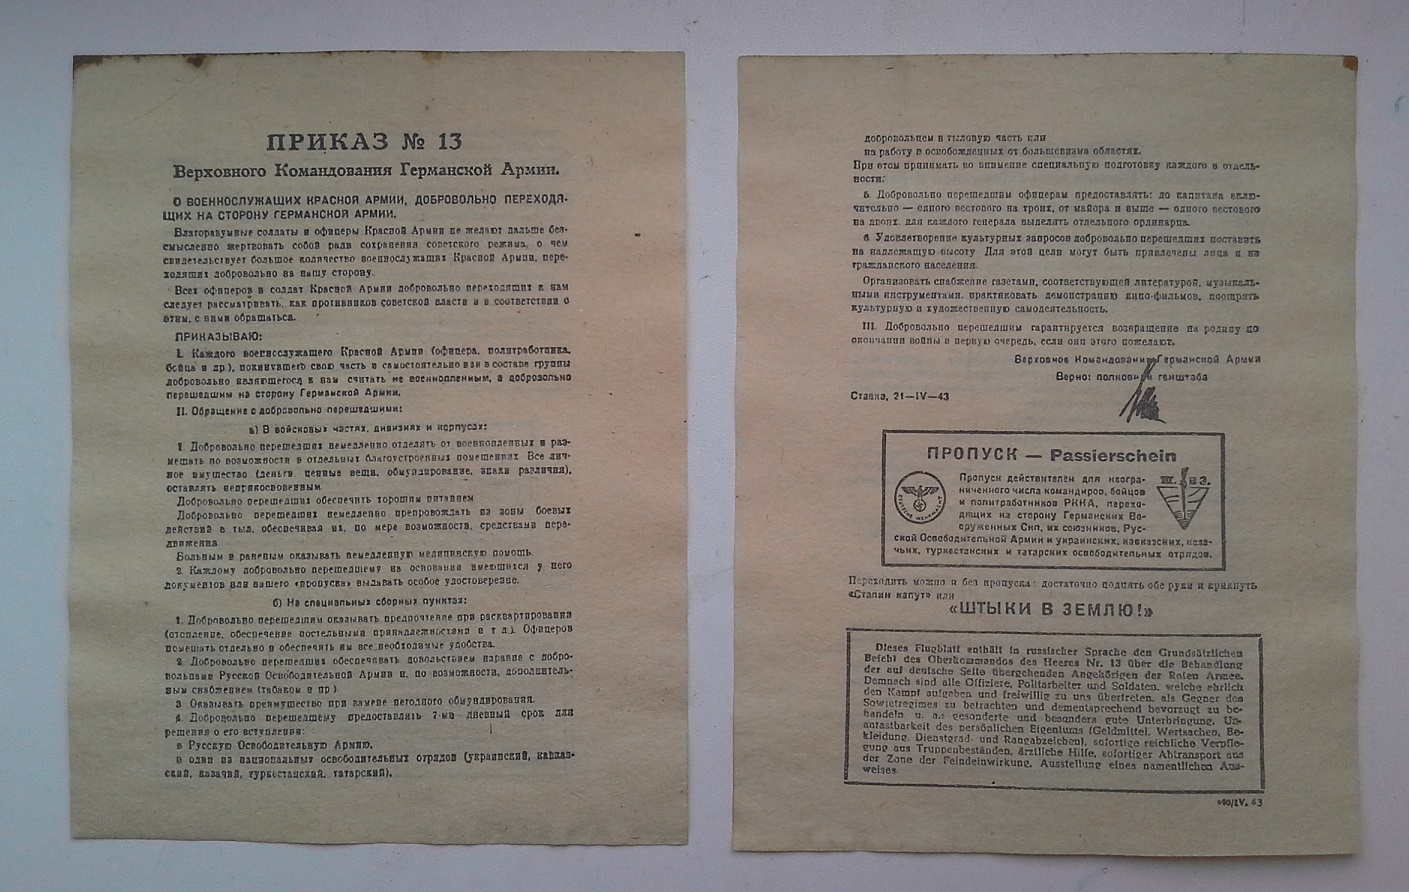 ПРИКАЗ № 13
Верховного Командования Германской Армии.
О ВОЕННОСЛУЖАЩИХ КРАСНОЙ АРМИИ, ДОБРОВОЛЬНО ПЕРЕХОДЯ-
ЩИХ НА СТОРОНУ ГЕРМАНСКОЙ АРМИИ.
Благоразумные солдаты и офицеры Красной Армии не желают дальше бес-
смысленно жертвовать собой ради сохранения советского режима, о чем
свидетельствует большое количество военнослужащих Красной Армии, пере-
ходящих добровольно на нашу сторону.
Всех офицеров и солдат Красной Армии добровольно переходящих к нам
следует рассматривать, как противников советской власти и в соответствии с
этим, с ними обращаться.
ПРИКАЗЫВАЮ:
I. Каждого военнослужащего Красной Армии (офицера, политработника,
бойца и др.), покинувшего свою часть и самостоятельно или в составе группы
добровольно являющегося к нам считать не военнопленным, а добровольно
перешедшим на сторону Германской Армии.
II. Обращение с добровольно перешедшими:
а) В войсковых частях, дивизиях и корпусах:
1. Добровольно перешедших немедленно отделять от военнопленных и раз-
мещать по возможности в отдельных благоустроенных помещениях. Все лич-
ное имущество (деньги, ценные вещи, обмундирование, знаки различия),
оставлять неприкосновенным.
Добровольно перешедших обеспечить хорошим питанием
Добровольно перешедших немедленно препровождать из зоны боевых
действий в тыл, обеспечивая их, по мере возможности, средствами пере-
движения
Больным и раненым оказывать немедленную медицинскую помощь
2. Каждому добровольно перешедшему на основании имеющихся у него
документов или нашего «пропуска» выдавать особое удостоверение.
б) На специальных сборных пунктах:
1. Добровольно перешедшим оказывать предпочтение при расквартировании
(отопление, обеспечение постельными принадлежностями и т д.). Офицеров
помещать отдельно и обеспечить им все необходимые удобства.
2. Добровольно перешедших обеспечивать довольствием наравне с добро-
вольцами Русской Освободительной Армии и, по возможности, дополнитель-
ным снабжением (табаком и пр)
3. Оказывать преимущество при замене негодного обмундирования.
4. Добровольно перешедшему предоставлять 7-ми дневный срок для
решения о его вступлении:
в Русскую Освободительную Армию,
в один из национальных освободительных отрядов (украинский, кавказ-
ский, казачий, туркестанский, татарский),
добровольцем в тыловую часть или
на работу в освобожденных от большевизма областях.
При этом принимать во внимание специальную подготовку каждого в отдель-
ности.
5. Добровольно перешедшим офицерам предоставлять: до капитана вклю-
чительно — одного вестового на троих, от майора и выше — одного вестового
на двоих, для каждого генерала выделять отдельного ординарца.
6. Удовлетворение культурных запросов добровольно перешедших поставить
на надлежащую высоту Для этой цели могут быть привлечены лица и из
гражданского населения.
Организовать снабжение газетами, соответствующей литературой, музыкаль-
ными инструментами, практиковать демонстрацию кино-фильмов, поощрять
культурную и художественную самодеятельность.
III. Добровольно перешедшим гарантируется возвращение на родину по
окончании войны в первую очередь, если они этого пожелают.
Верховное Командование Германской Армии
Верно: полковник генштаба
Ставка, 21—IV—43
ПРОПУСК — Passierschein
Пропуск действителен для неогра-
ниченного числа командиров, бойцов
и политработников РККА, перехо-
дящих на сторону Германских Во-
оруженных Сил, их союзников, Рус-
ской Освободительной Армии и украинских, кавказских, каза-
чьих, туркестанских и татарских освободительных отрядов.
Ш. В З.
Переходить можно и без пропуска: достаточно поднять обе руки и крикнуть
«Сталин капут» или
«ШТЫКИ В ЗЕМЛЮ!»
Dieses Flugblatt enthält in russischer Sprache den Grundsätzlichen
Befehl des Oberkommandos des Heeres Nr. 13 über die Behandlung
der auf deutsche Seite übergehenden Angehörigen der Roten Armee.
Demnach sind alle Offiziere, Politarbeiter und Soldaten, welche ehrlich
den Kampf aufgeben und freiwillig zu uns übertreten, als Gegner des
Sowjetregimes zu betrachten und dementsprechend bevorzugt zu be-
handeln u. a.: gesonderte und besonders gute Unterbringung, Un-
antastbarkeit des persönlichen Eigentums (Geldmittel, Wertsachen, Be-
kleidung, Dienstgrad- und Rangabzeichen), sofortige reichliche Verpfle-
gung aus Truppenbeständen, ärztliche Hilfe, sofortiger Abtransport aus
der Zone der Feindeinwirkung, Ausstellung eines namentlichen Aus-
weises.